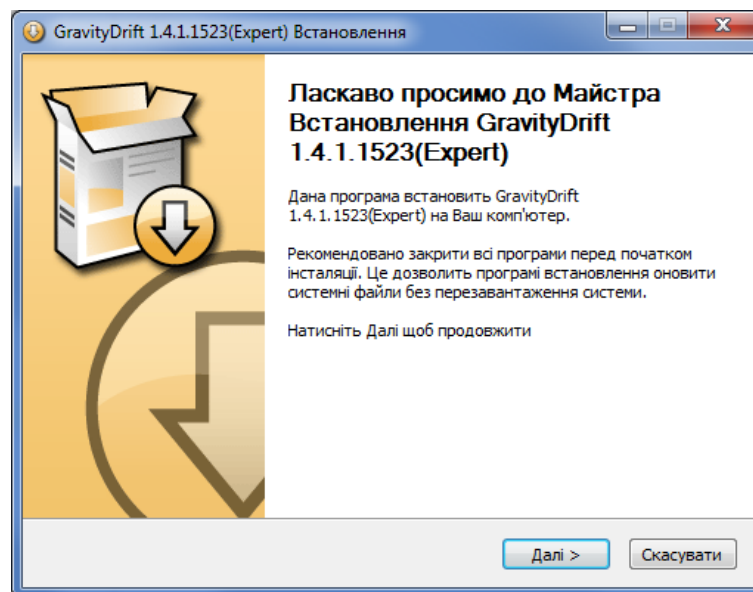 GravityDrift 1.4.1.1523(Expert) Встановлення
Ласкаво просимо до Майстра
Встановлення GravityDrift
1.4.1.1523(Expert)
Дана програма встановить GravityDrift
1.4.1.1523(Expert) на Ваш комп'ютер.
Рекомендовано закрити всі програми перед початком
інсталяції. Це дозволить програмі встановлення оновити
системні файли без перезавантаження системи.
Натисніть Далі щоб продовжити
Далі >
Скасувати